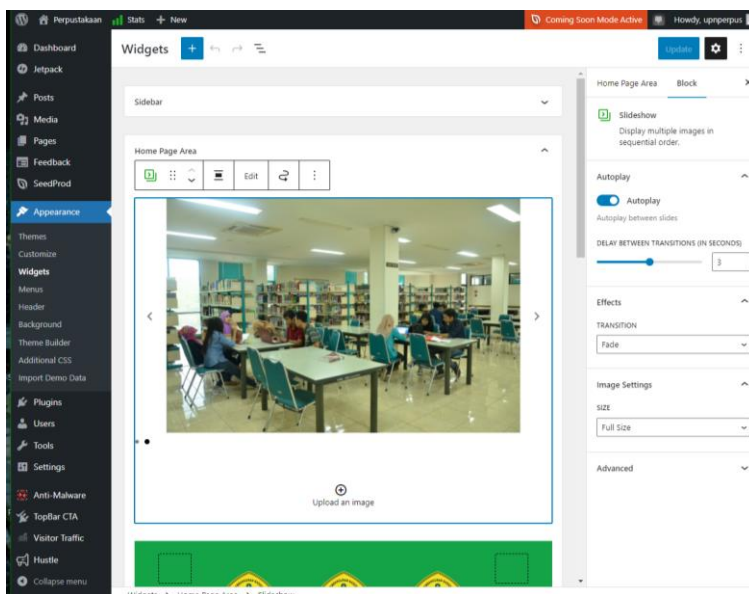 Perpustakaan
Stats
+ New
Coming Soon Mode Active
Howdy, upnperpus
Dashboard
Jetpack
Posts
Media
Pages
Feedback
SeedProd
Appearance
Themes
Customize
Widgets
Menus
Header
Background
Theme Builder
Additional CSS
Import Demo Data
Plugins
Users
Tools
Settings
Anti-Malware
TopBar CTA
Visitor Traffic
Hustle
Collapse menu
Widgets
Update
Sidebar
Home Page Area
Edit
Upload an image
Home Page Area
Block
Slideshow
Display multiple images in
sequential order.
Autoplay
Autoplay
Autoplay between slides
DELAY BETWEEN TRANSITIONS (IN SECONDS)
3
Effects
TRANSITION
Fade
Image Settings
SIZE
Full Size
Advanced